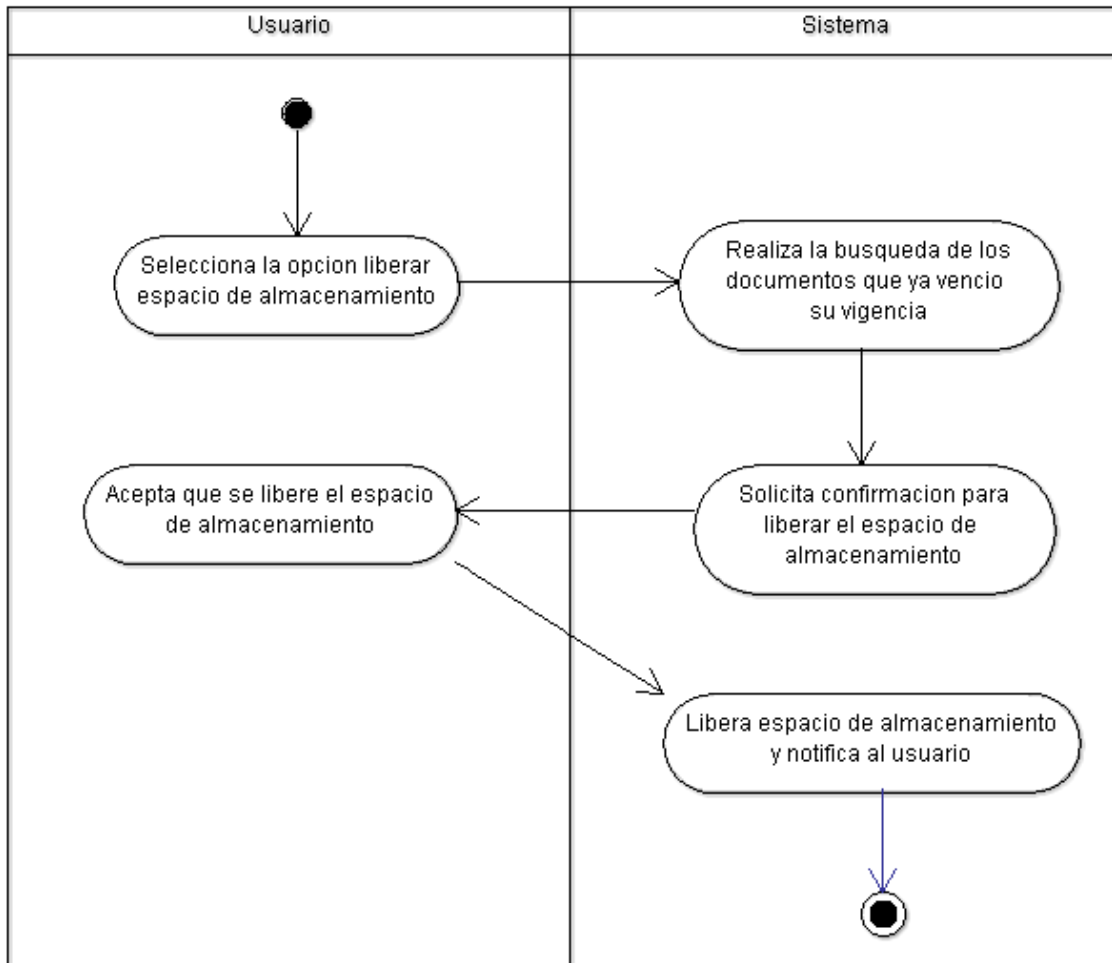 Usuario
Sistema
Selecciona la opcion liberar
espacio de almacenamiento
Realiza la busqueda de los
documentos que ya vencio
su vigencia
Acepta que se libere el espacio
de almacenamiento
Solicita confirmacion para
liberar el espacio de
almacenamiento
Libera espacio de almacenamiento
y notifica al usuario